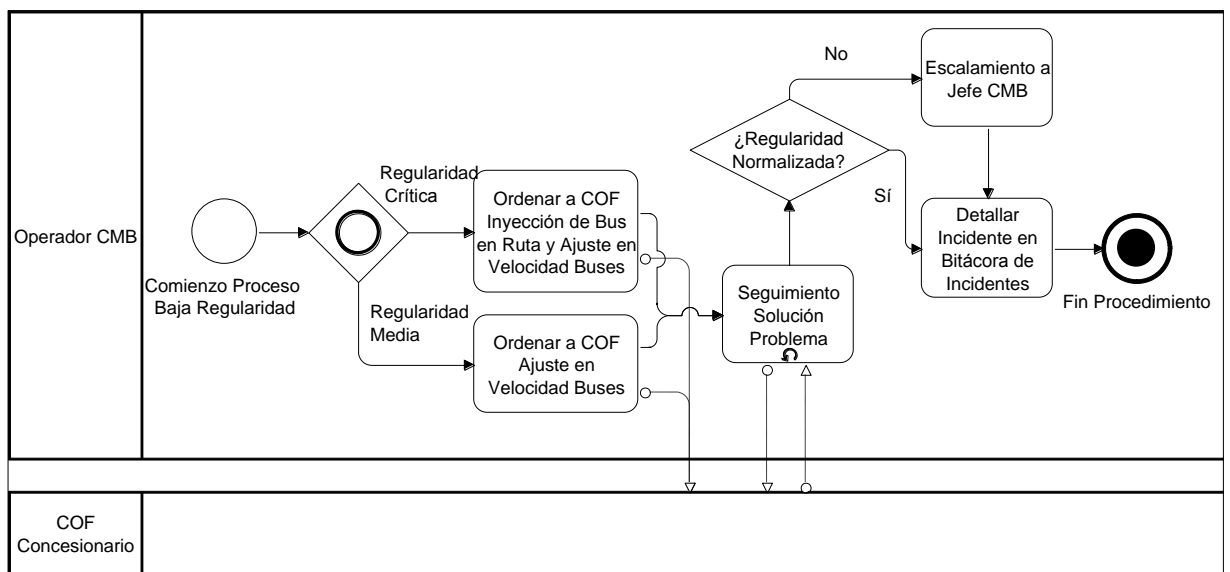 Operador CMB
Comienzo Proceso
Baja Regularidad
Regularidad
Crítica
Regularidad
Media
Ordenar a COF
Inyección de Bus
en Ruta y Ajuste en
Velocidad Buses
Ordenar a COF
Ajuste en
Velocidad Buses
Seguimiento
Solución
Problema
¿Regularidad
Normalizada?
No
Sí
Escalamiento a
Jefe CMB
Detallar
Incidente en
Bitácora de
Incidentes
Fin Procedimiento
COF
Concesionario